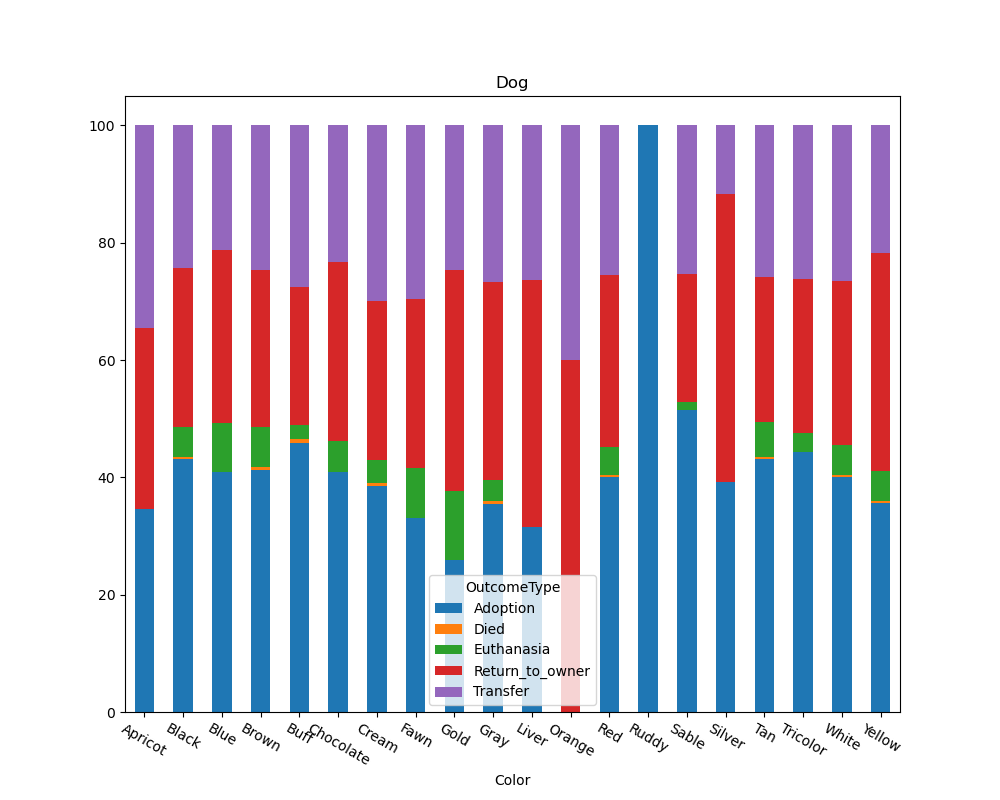 Dog
100
80
60
40
20
0
OutcomeType
Adoption
Died
Euthanasia
Return_to_owner
Transfer
Apricot
Black
Blue
Brown
Buff
Chocolate
Cream
Fawn
Gold
Gray
Liver
Orange
Red
Ruddy
Sable
Silver
Tan
Tricolor
White
Yellow
Color